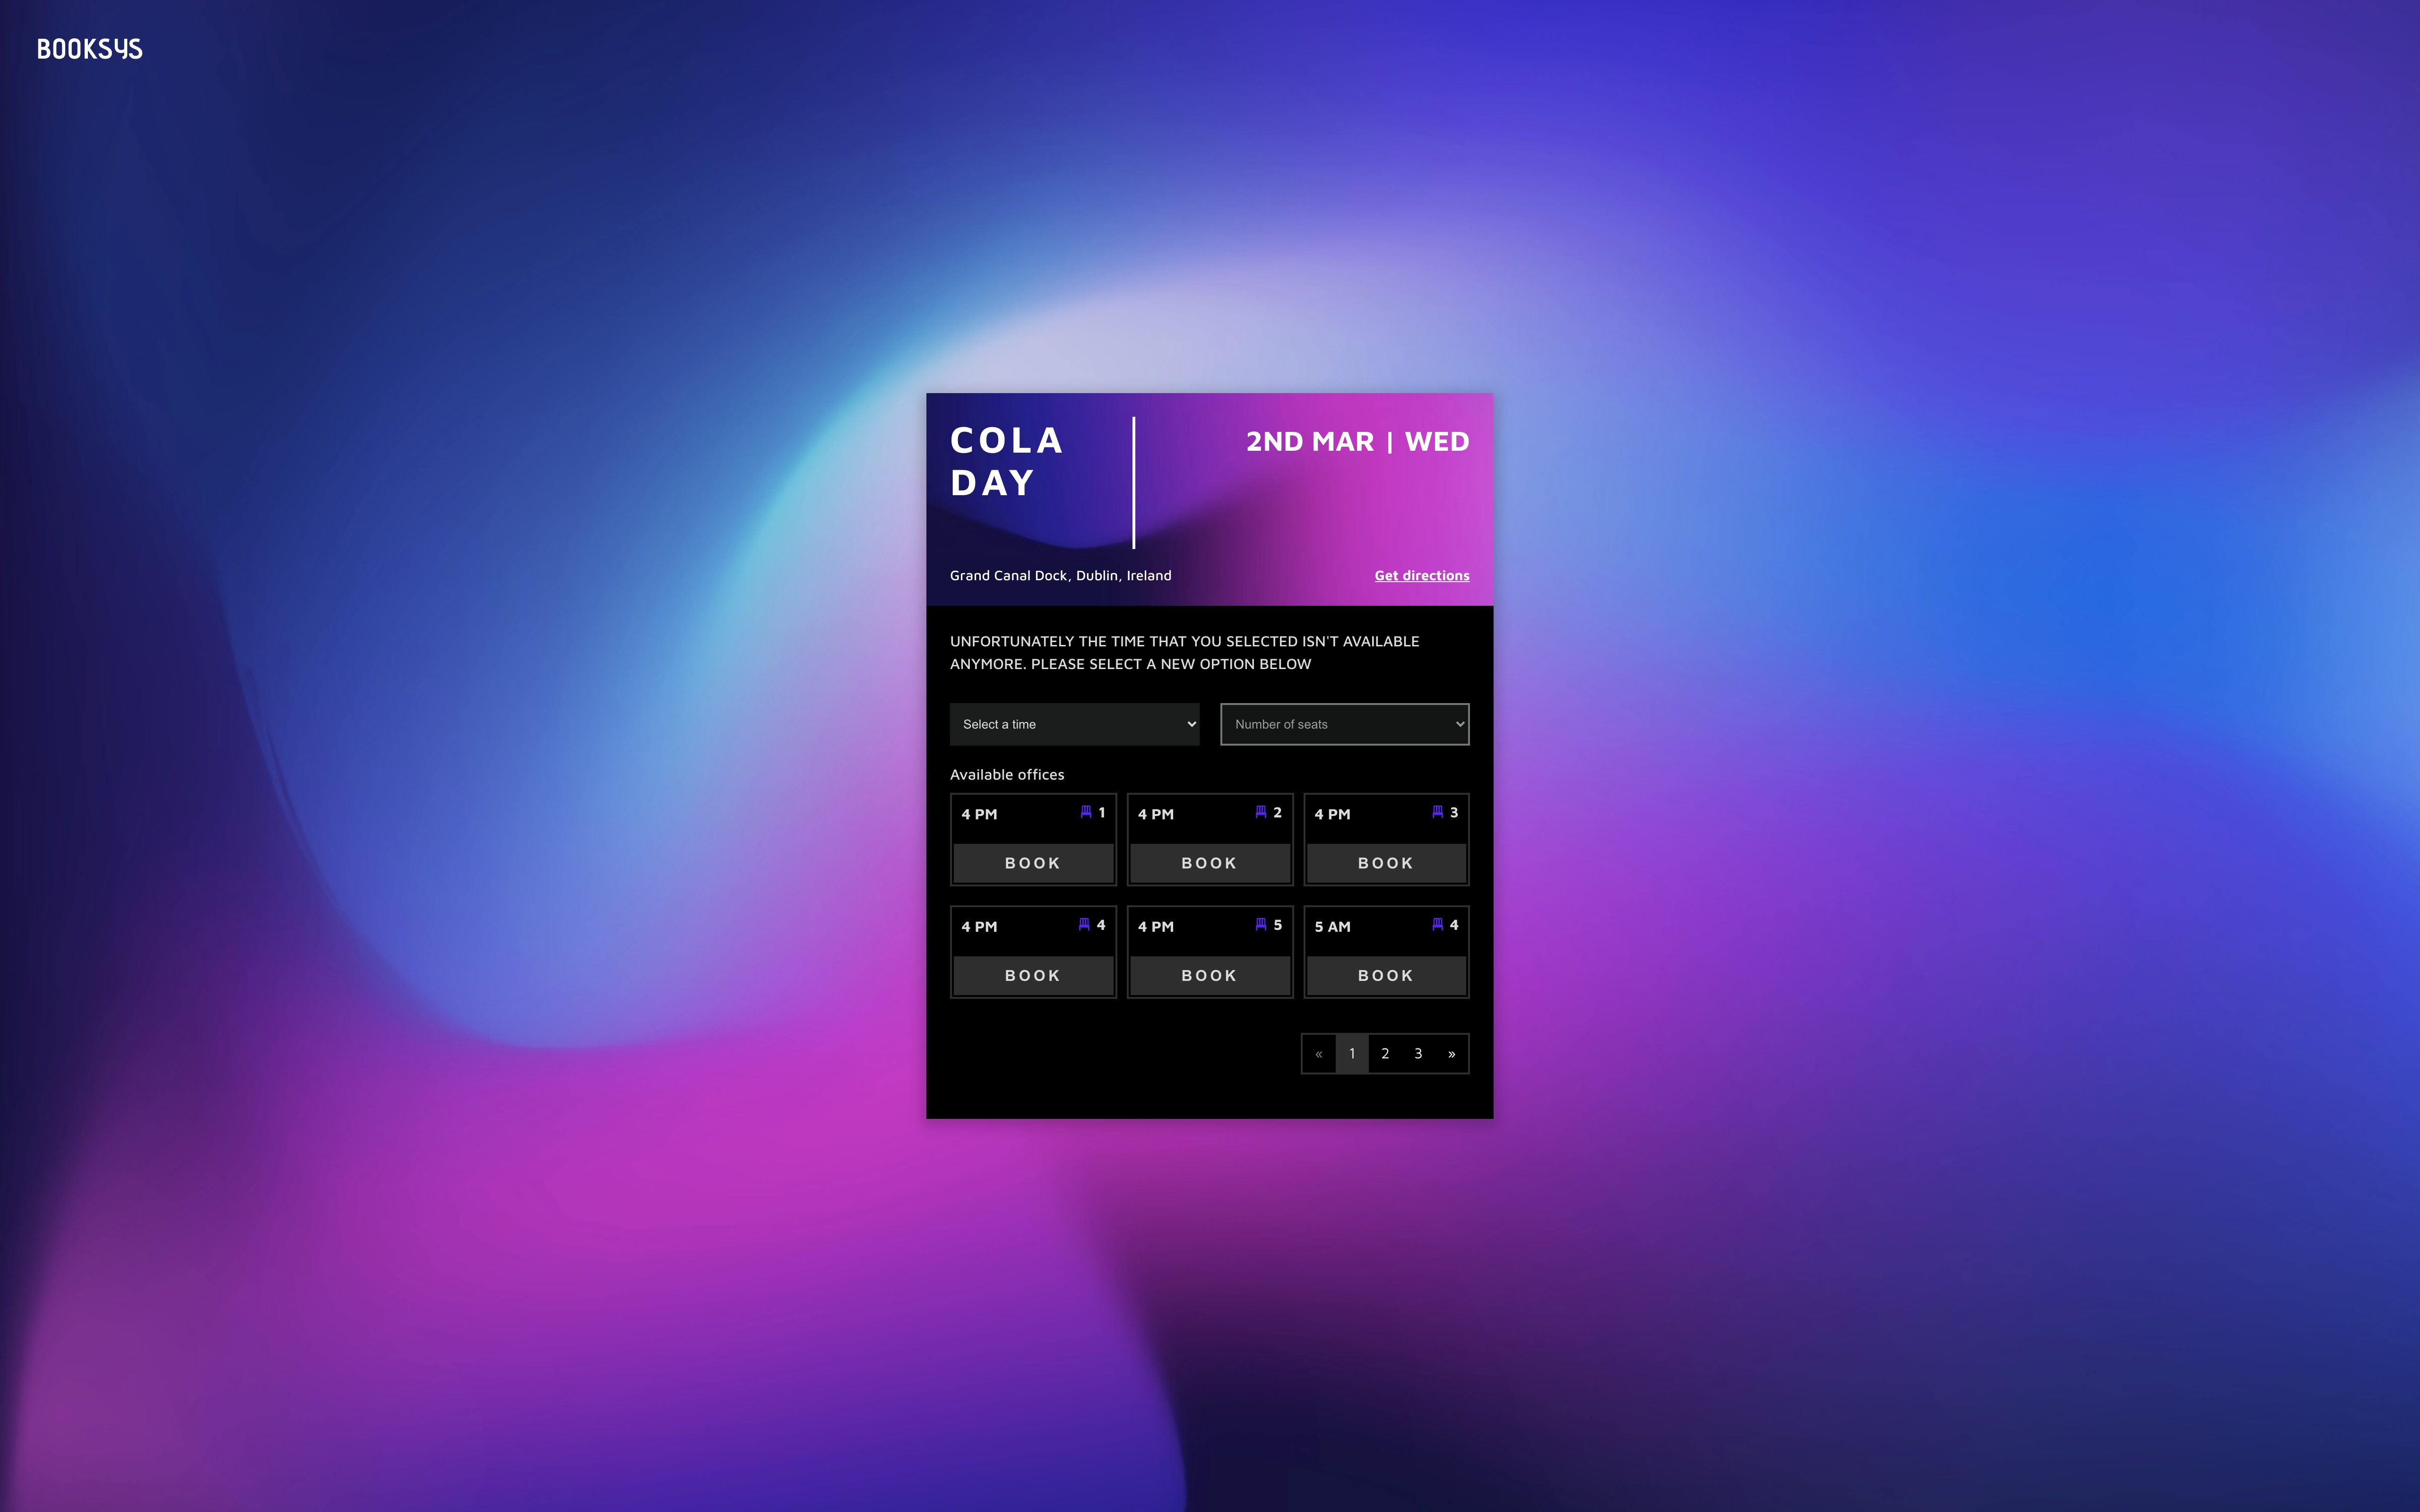 BOOKSYS
COLA
DAY
2ND MAR | WED
Grand Canal Dock, Dublin, Ireland
Get directions
UNFORTUNATELY THE TIME THAT YOU SELECTED ISN'T AVAILABLE
ANYMORE. PLEASE SELECT A NEW OPTION BELOW
Select a time
Number of seats
Available offices
4 PM 1
BOOK
4 PM 2
BOOK
4 PM 3
BOOK
4 PM 4
BOOK
4 PM 5
BOOK
5 AM 4
BOOK
« 1 2 3 »